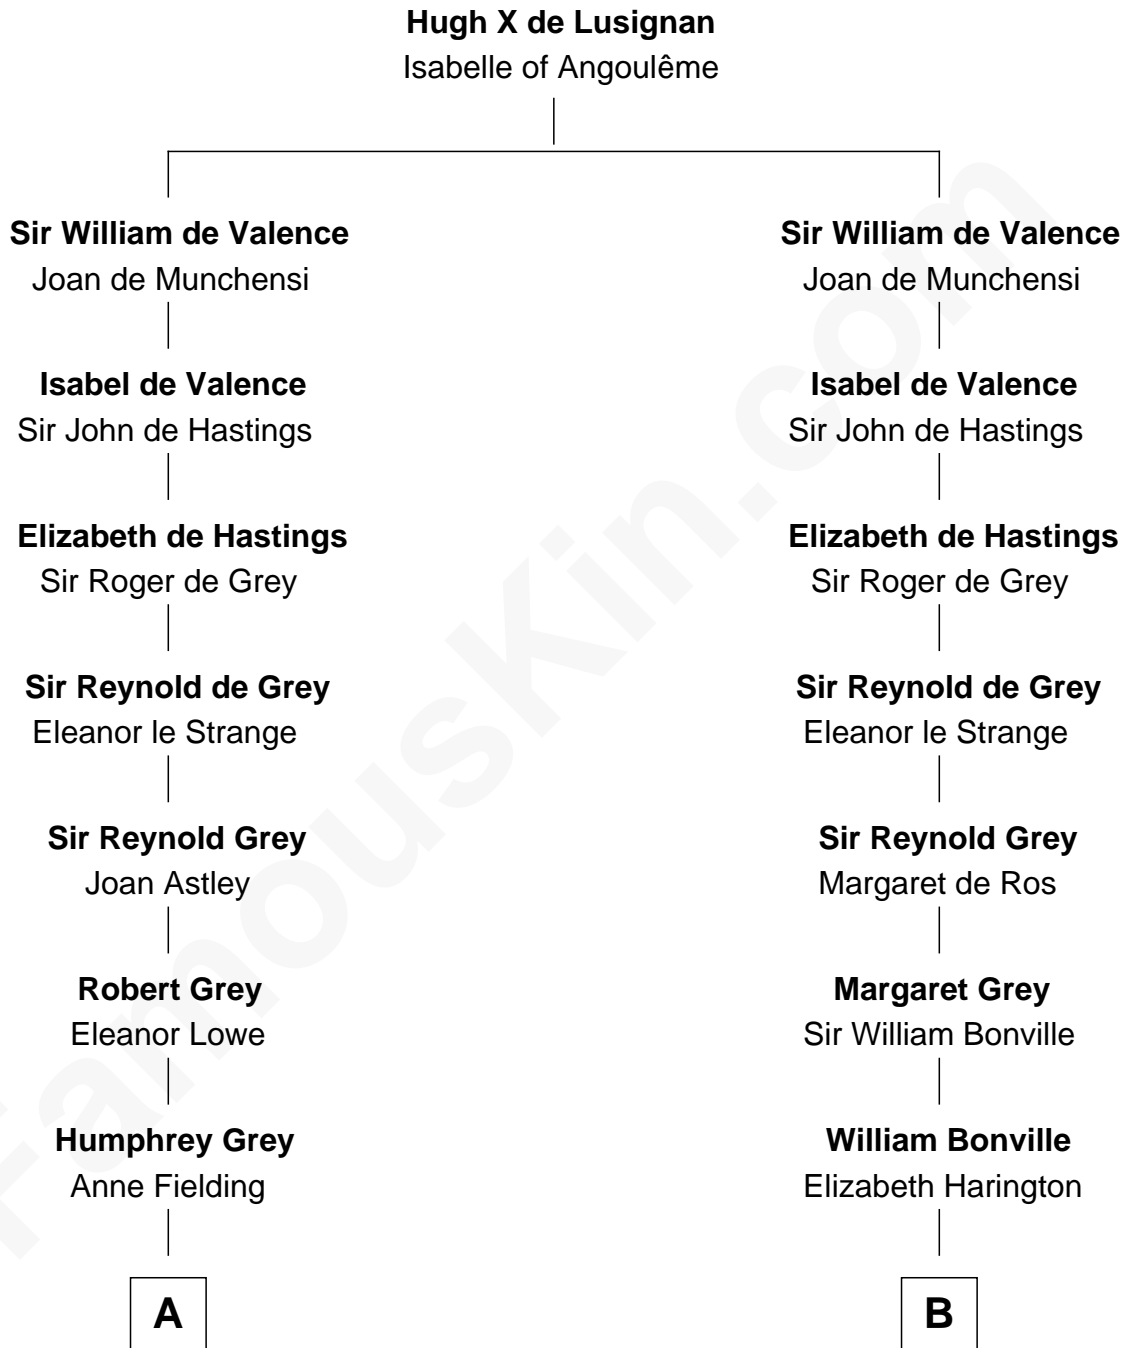 Hugh X de Lusignan
Isabelle of Angoulême
Sir William de Valence
Joan de Munchensi
Isabel de Valence
Sir John de Hastings
Elizabeth de Hastings
Sir Roger de Grey
Sir Reynold de Grey
Eleanor le Strange
Sir Reynold Grey
Joan Astley
Robert Grey
Eleanor Lowe
Humphrey Grey
Anne Fielding
A
Sir William de Valence
Joan de Munchensi
Isabel de Valence
Sir John de Hastings
Elizabeth de Hastings
Sir Roger de Grey
Sir Reynold de Grey
Eleanor le Strange
Sir Reynold Grey
Margaret de Ros
Margaret Grey
Sir William Bonville
William Bonville
Elizabeth Harington
B
FamousKin.com